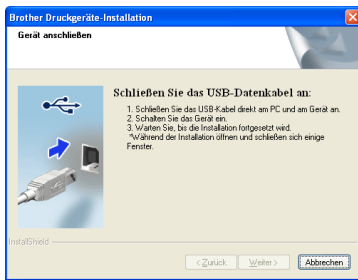 Brother Druckgeräte-Installation
Gerät anschließen
Schließen Sie das USB-Datenkabel an:
1. Schließen Sie das USB-Kabel direkt am PC und am Gerät an.
2. Schalten Sie das Gerät ein.
3. Warten Sie, bis die Installation fortgesetzt wird.
*Während der Installation öffnen und schließen sich einige
Fenster.
InstallShield
< Zurück Weiter > Abbrechen